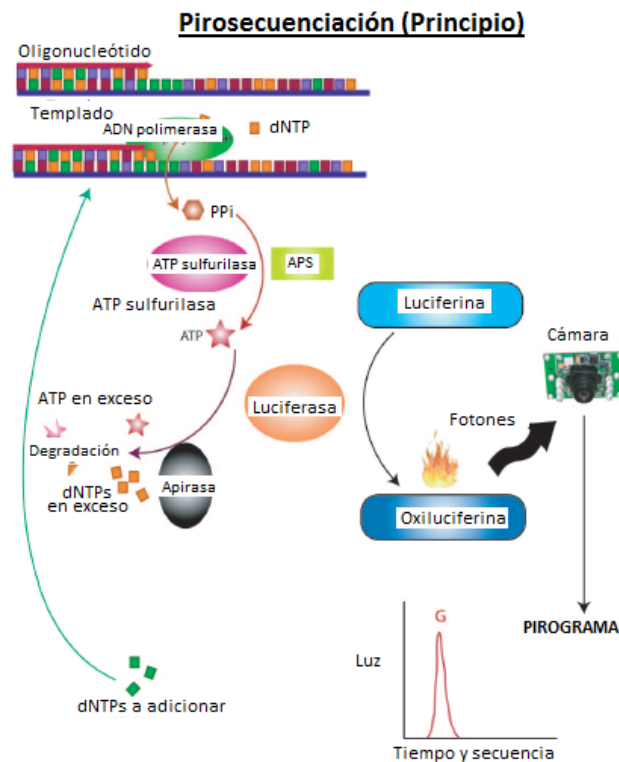 Pirosecuenciación (Principio)
Oligonucleótido
Templado
ADN polimerasa
dNTP
PPi
ATP sulfurilasa
APS
ATP sulfurilasa
Luciferina
ATP
Cámara
ATP en exceso
Luciferasa
Fotones
Degradación
dNTPs
en exceso
Apirasa
Oxiluciferina
G
PIROGRAMA
Luz
dNTPs a adicionar
Tiempo y secuencia